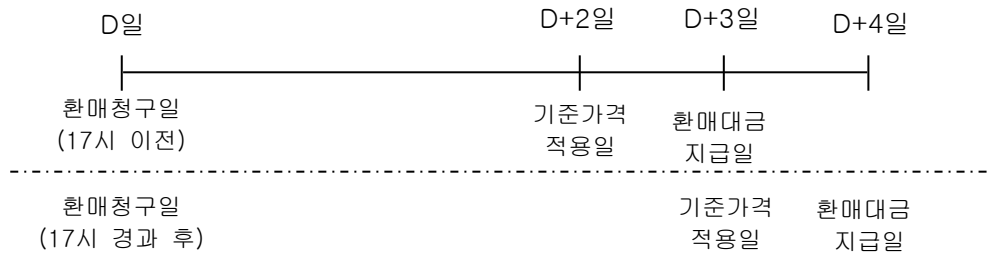 D일
D+2일
D+3일
D+4일
환매청구일
(17시 이전)
기준가격
적용일
환매대금
지급일
환매청구일
(17시 경과 후)
기준가격
적용일
환매대금
지급일